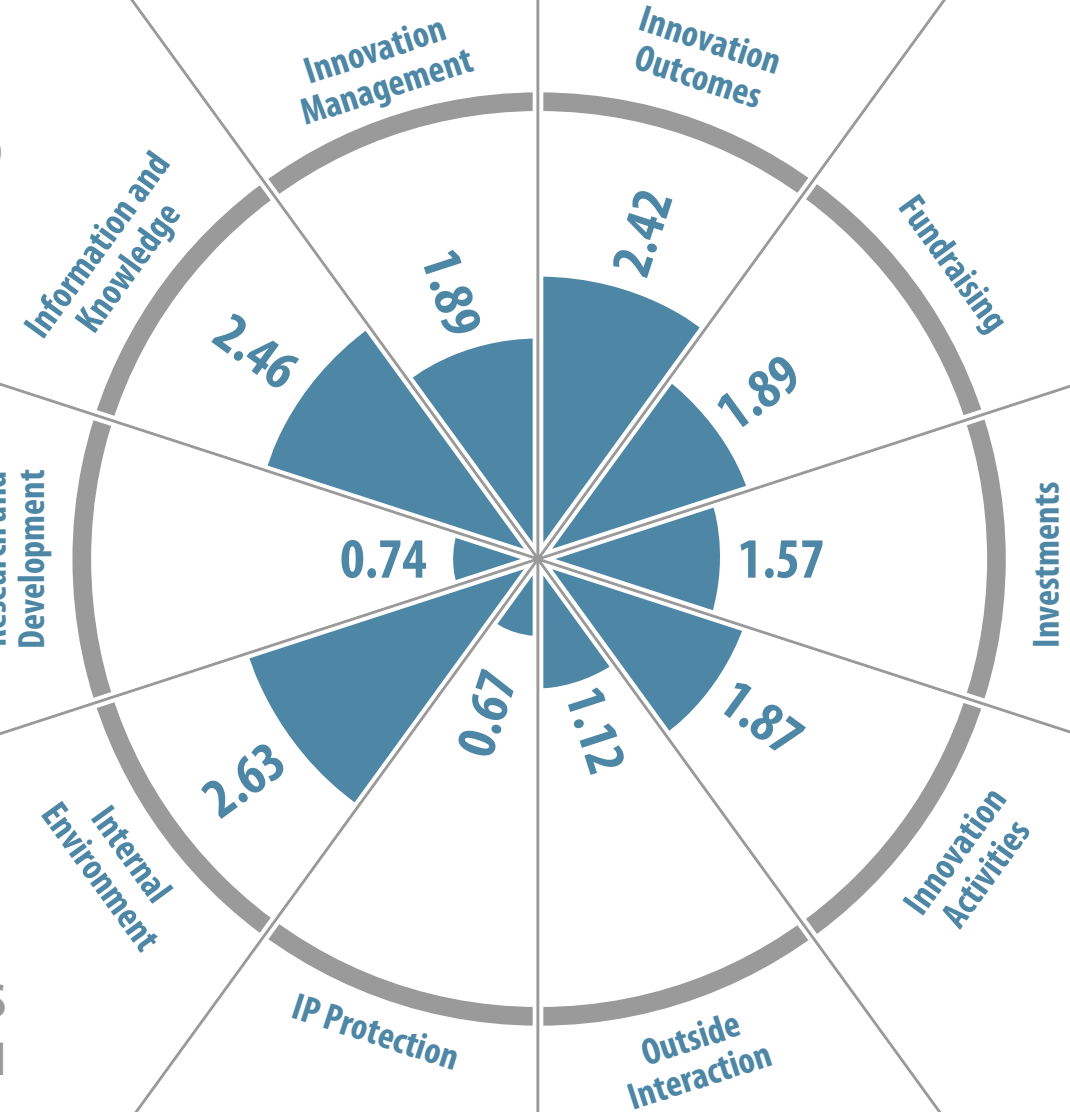 Innovation
Management
Innovation
Outcomes
Information and
Knowledge
Fundraising
2.42
1.89
2.46
1.89
Development
0.74
1.57
Investments
2.63
0.67
1.12
1.87
Internal
Environment
Innovation
Activities
IP Protection
Outside
Interaction